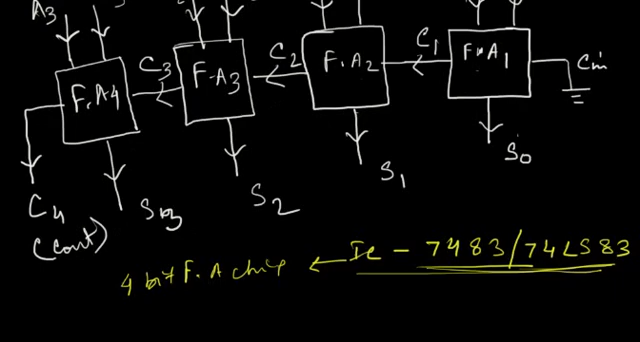 A3
F.A4 C3 F-A3 C2 F.A2 C1 F.A1 Cin
S3 S2 S1 S0
C4
(Cout)
4 bit F.A chip ← IC - 7483/74LS83